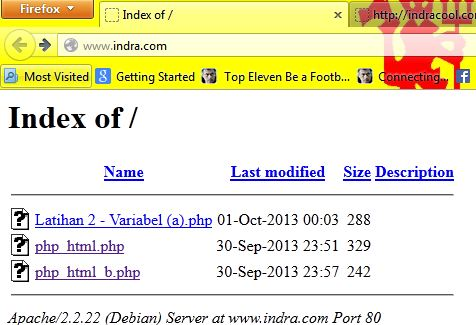 Firefox
Index of /
http://indracool.co
www.indra.com
Most Visited
Getting Started
Top Eleven Be a Footb...
Connecting...
Index of /
Name Last modified Size Description
Latihan 2 - Variabel (a).php 01-Oct-2013 00:03 288
php_html.php 30-Sep-2013 23:51 329
php_html_b.php 30-Sep-2013 23:57 242
Apache/2.2.22 (Debian) Server at www.indra.com Port 80